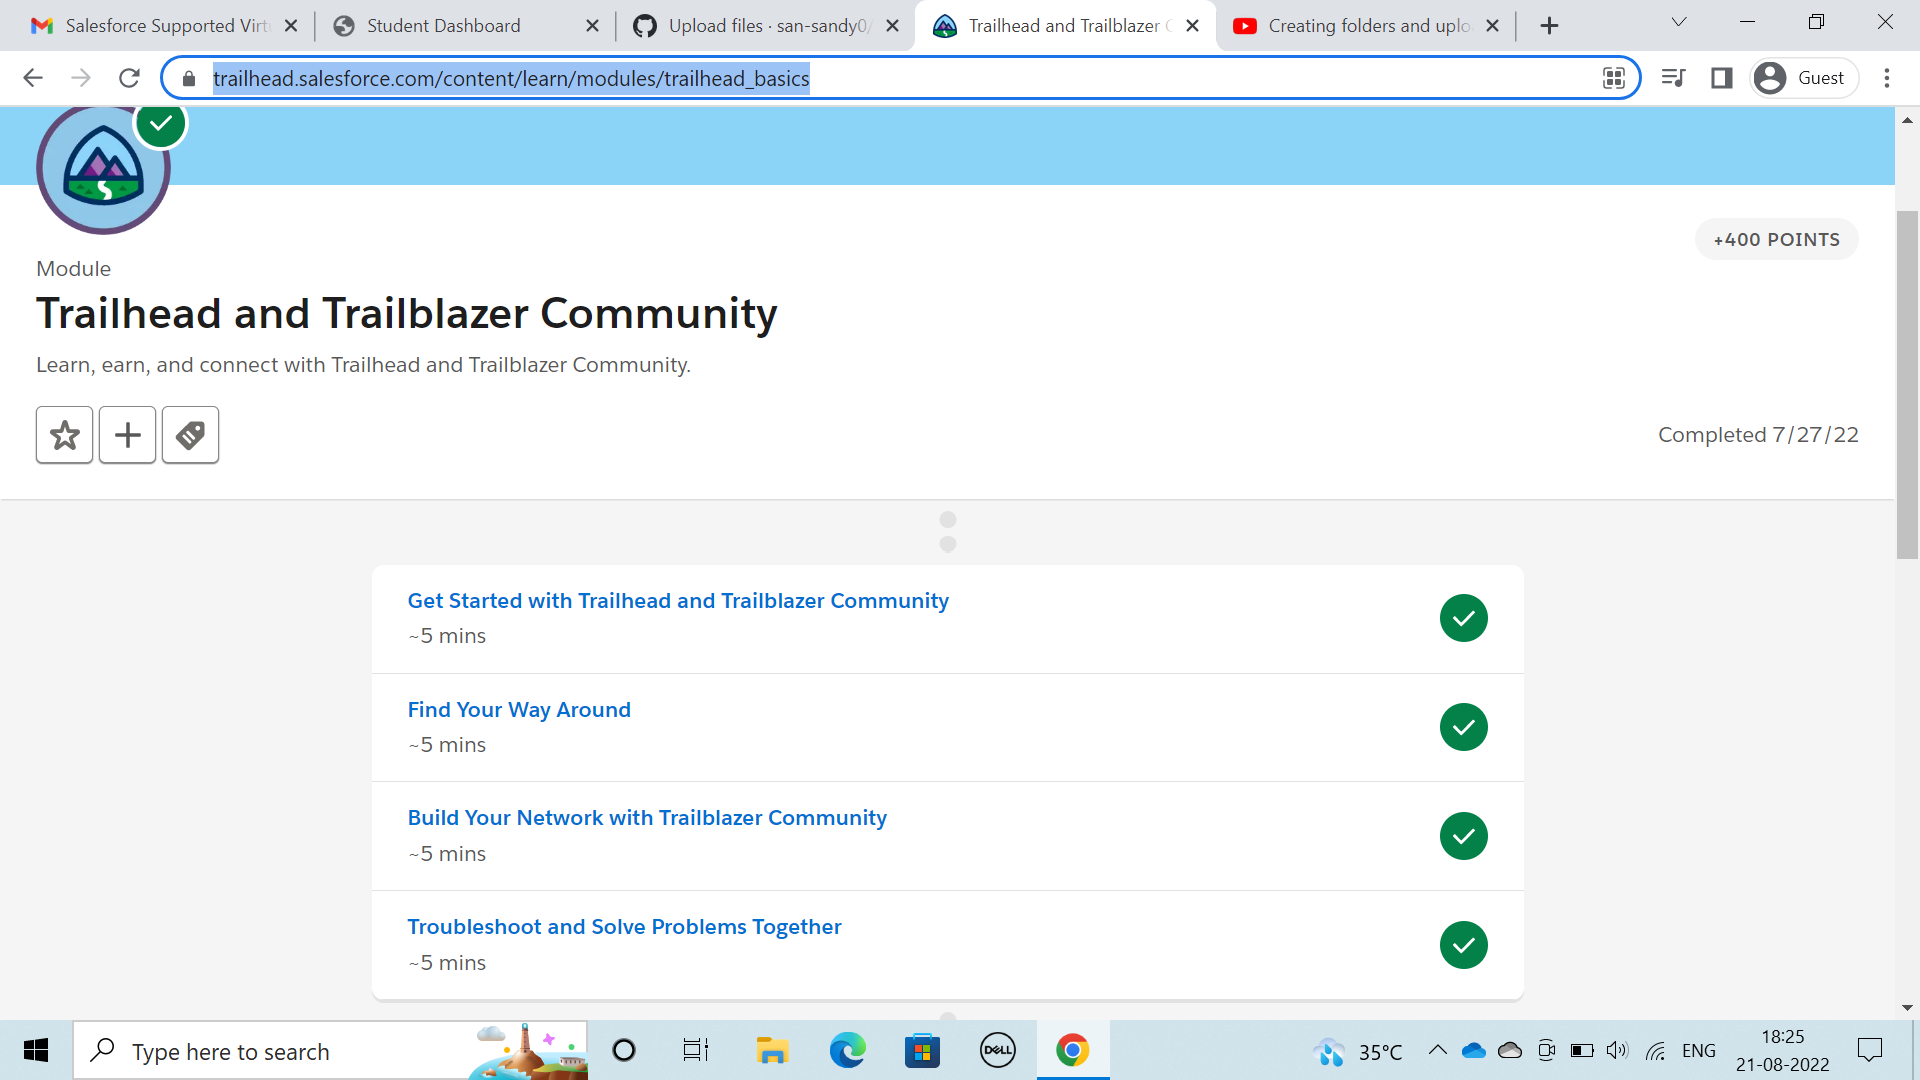 Salesforce Supported Virt
Student Dashboard
Upload files · san-sandy0/
Trailhead and Trailblazer C
Creating folders and uplo
trailhead.salesforce.com/content/learn/modules/trailhead_basics
Guest
+400 POINTS
Module
Trailhead and Trailblazer Community
Learn, earn, and connect with Trailhead and Trailblazer Community.
Completed 7/27/22
Get Started with Trailhead and Trailblazer Community
~5 mins
Find Your Way Around
~5 mins
Build Your Network with Trailblazer Community
~5 mins
Troubleshoot and Solve Problems Together
~5 mins
Type here to search
DELL
35°C
ENG
18:25
21-08-2022